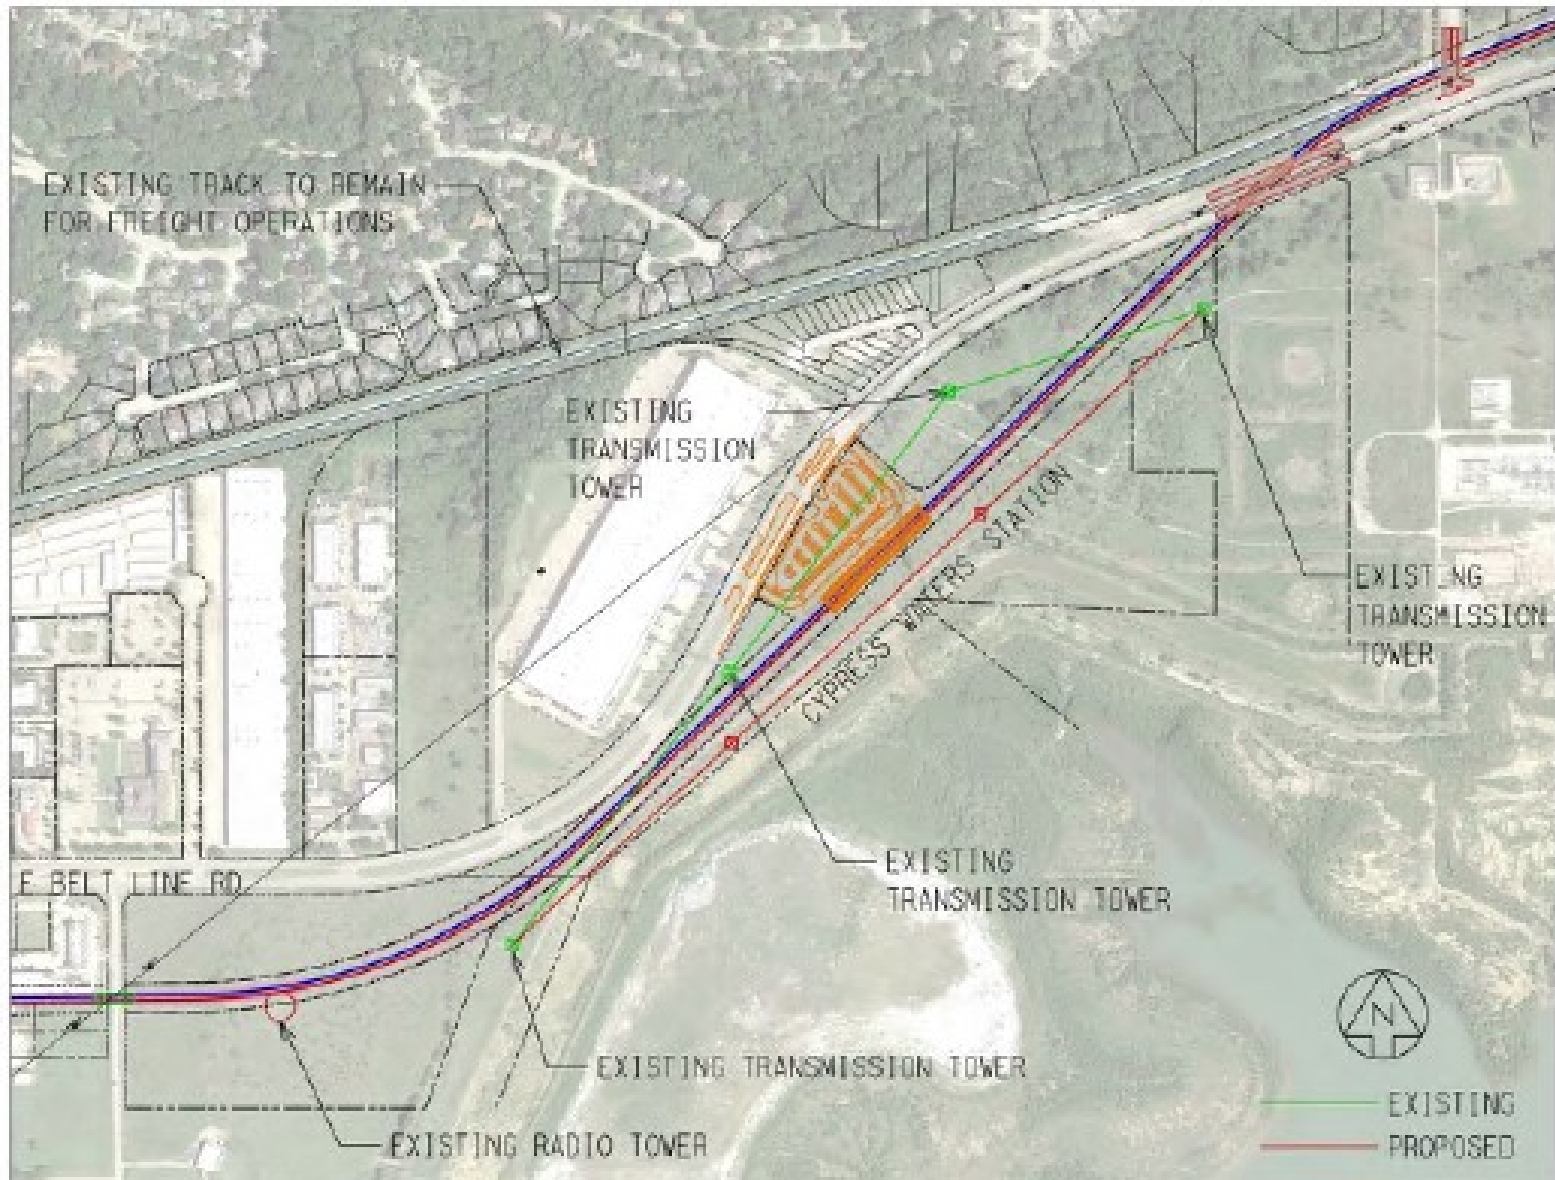 EXISTING TRACK TO REMAIN
FOR FREIGHT OPERATIONS
EXISTING
TRANSMISSION
TOWER
CYPRESS WATERS STATION
EXISTING
TRANSMISSION
TOWER
EXISTING
TRANSMISSION TOWER
E BELT LINE RD
EXISTING TRANSMISSION TOWER
EXISTING RADIO TOWER
N
EXISTING
PROPOSED